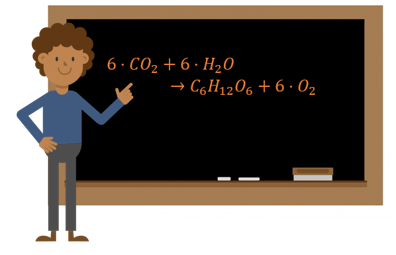 6 · CO₂ + 6 · H₂O
→ C₆H₁₂O₆ + 6 · O₂